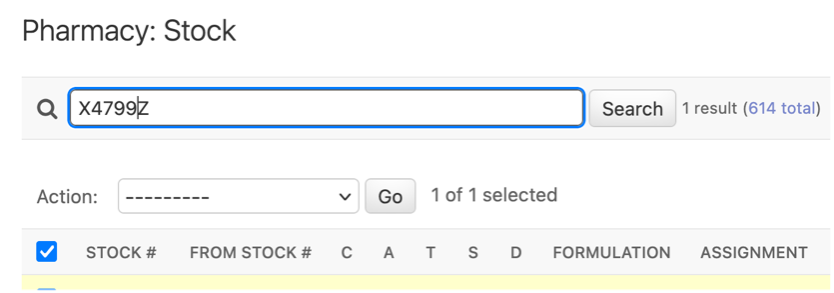 Pharmacy: Stock
X4799Z Search 1 result (614 total)
Action: --------- Go 1 of 1 selected
STOCK # FROM STOCK # C A T S D FORMULATION ASSIGNMENT